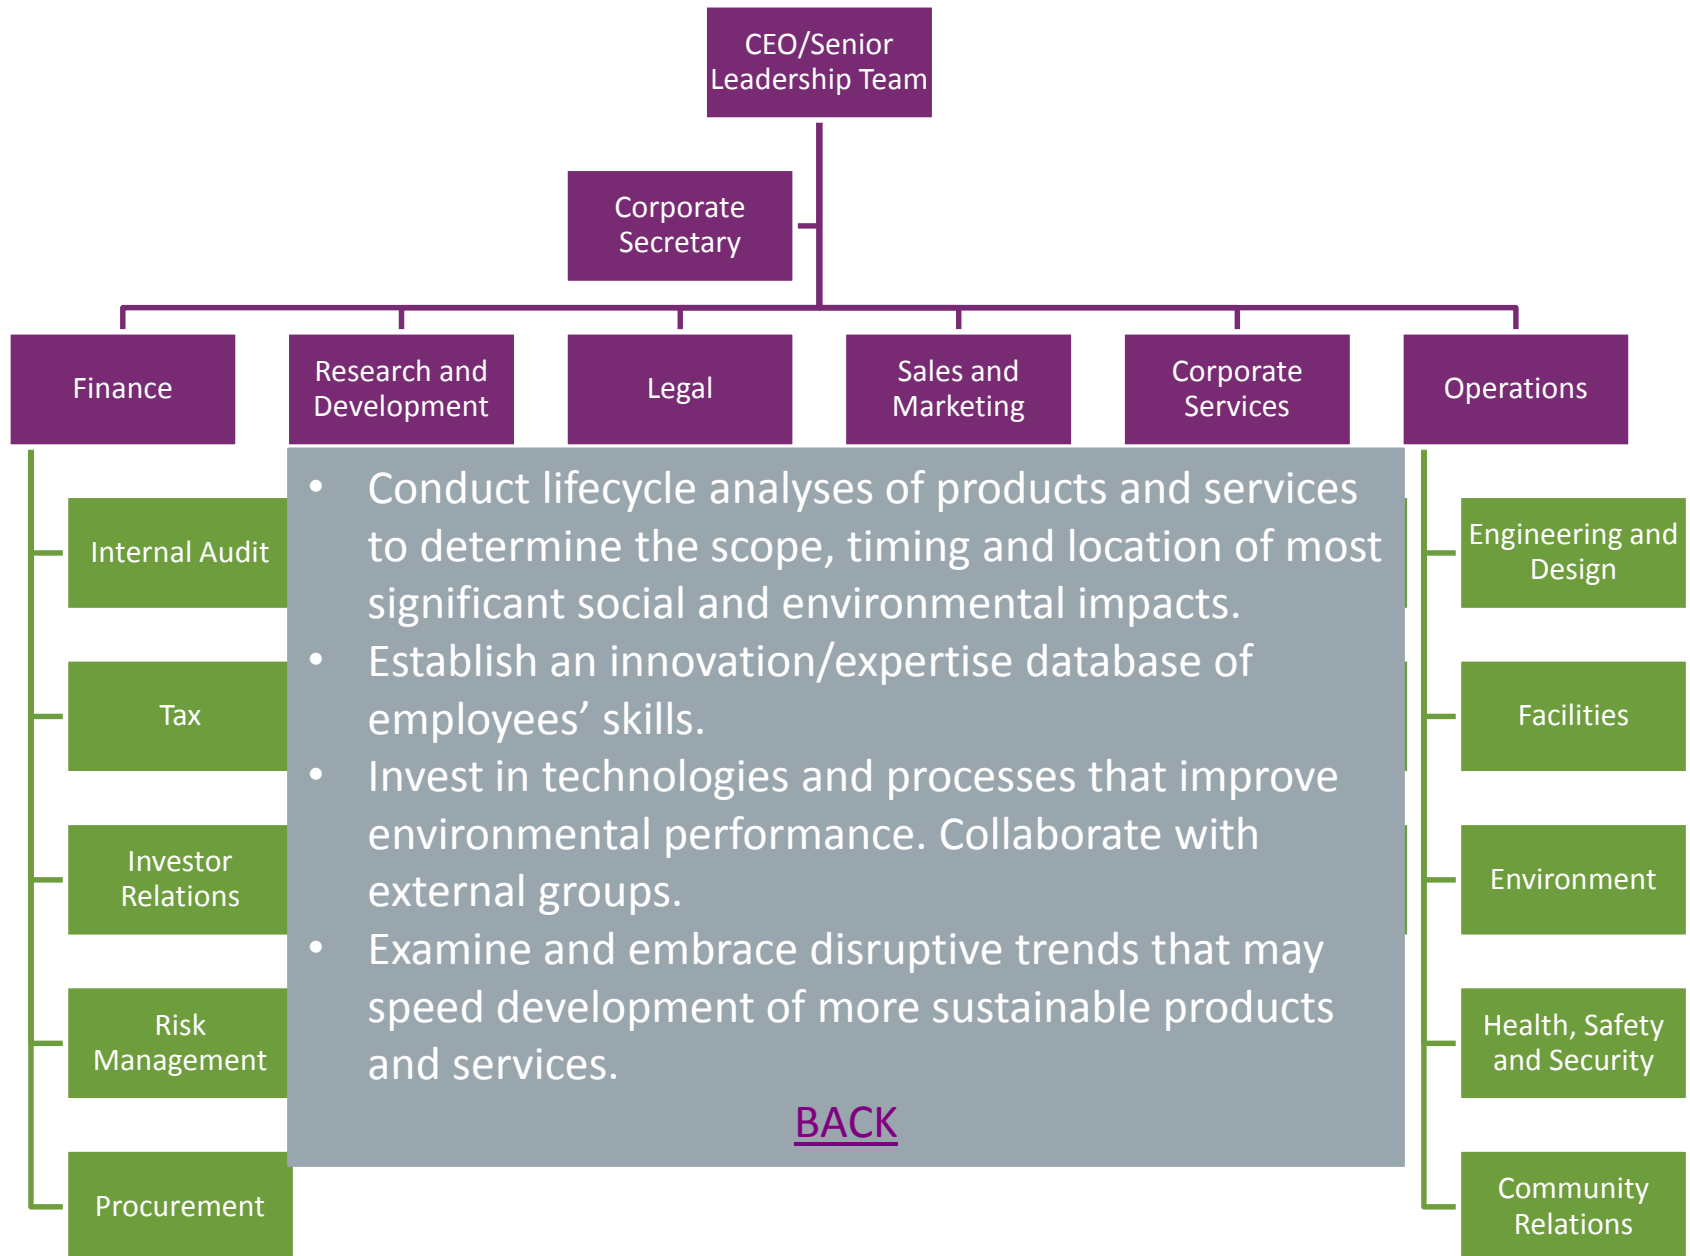 CEO/Senior
Leadership Team
Corporate
Secretary
Finance
Research and
Development
Legal
Sales and
Marketing
Corporate
Services
Operations
Internal Audit
Tax
Investor
Relations
Risk
Management
Procurement
• Conduct lifecycle analyses of products and services
to determine the scope, timing and location of most
significant social and environmental impacts.
• Establish an innovation/expertise database of
employees’ skills.
• Invest in technologies and processes that improve
environmental performance. Collaborate with
external groups.
• Examine and embrace disruptive trends that may
speed development of more sustainable products
and services.
BACK
Engineering and
Design
Facilities
Environment
Health, Safety
and Security
Community
Relations